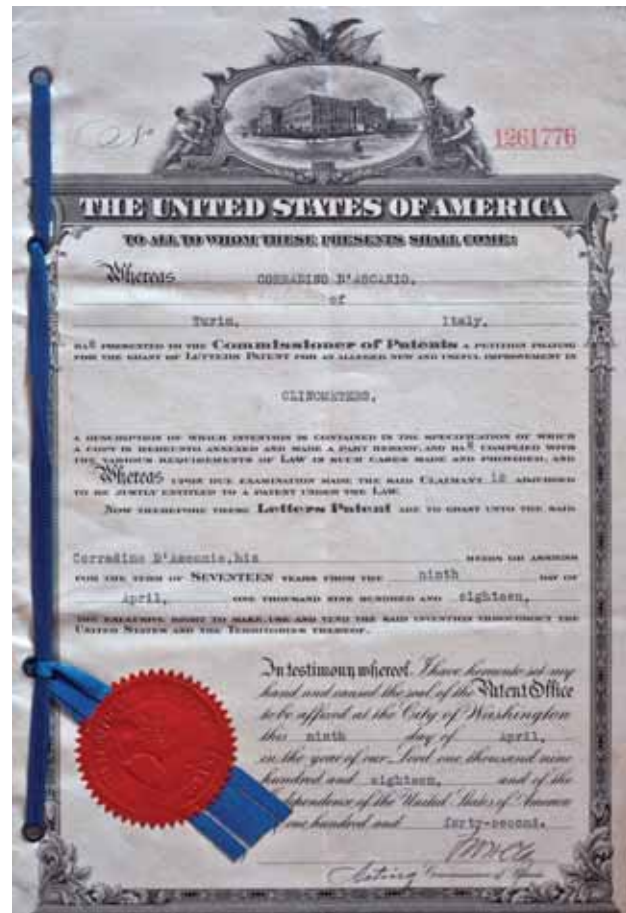 No
1261776
THE UNITED STATES OF AMERICA
TO ALL TO WHOM THESE PRESENTS SHALL COME:
Whereas CORRADINO D'ASCANIO,
of
Turin, Italy,
HAS PRESENTED TO THE Commissioner of Patents A PETITION PRAYING
FOR THE GRANT OF LETTERS PATENT FOR AN ALLEGED NEW AND USEFUL IMPROVEMENT IN
CLINOMETERS,
A DESCRIPTION OF WHICH INVENTION IS CONTAINED IN THE SPECIFICATION OF WHICH
A COPY IS HEREUNTO ANNEXED AND MADE A PART HEREOF, AND HAS COMPLIED WITH
THE VARIOUS REQUIREMENTS OF LAW IN SUCH CASES MADE AND PROVIDED, AND
Whereas UPON DUE EXAMINATION MADE THE SAID CLAIMANT is ADJUDGED
TO BE JUSTLY ENTITLED TO A PATENT UNDER THE LAW.
NOW THEREFORE THESE Letters Patent ARE TO GRANT UNTO THE SAID
Corradino D'Ascanio, his HEIRS OR ASSIGNS
FOR THE TERM OF SEVENTEEN YEARS FROM THE ninth DAY OF
April, ONE THOUSAND NINE HUNDRED AND eighteen,
THE EXCLUSIVE RIGHT TO MAKE, USE AND VEND THE SAID INVENTION THROUGHOUT THE
UNITED STATES AND THE TERRITORIES THEREOF.
In testimony whereof I have hereunto set my
hand and caused the seal of the Patent Office
to be affixed at the City of Washington
this ninth day of April,
in the year of our Lord one thousand nine
hundred and eighteen, and of the
Independence of the United States of America
one hundred and forty-second.
Acting Commissioner of Patents